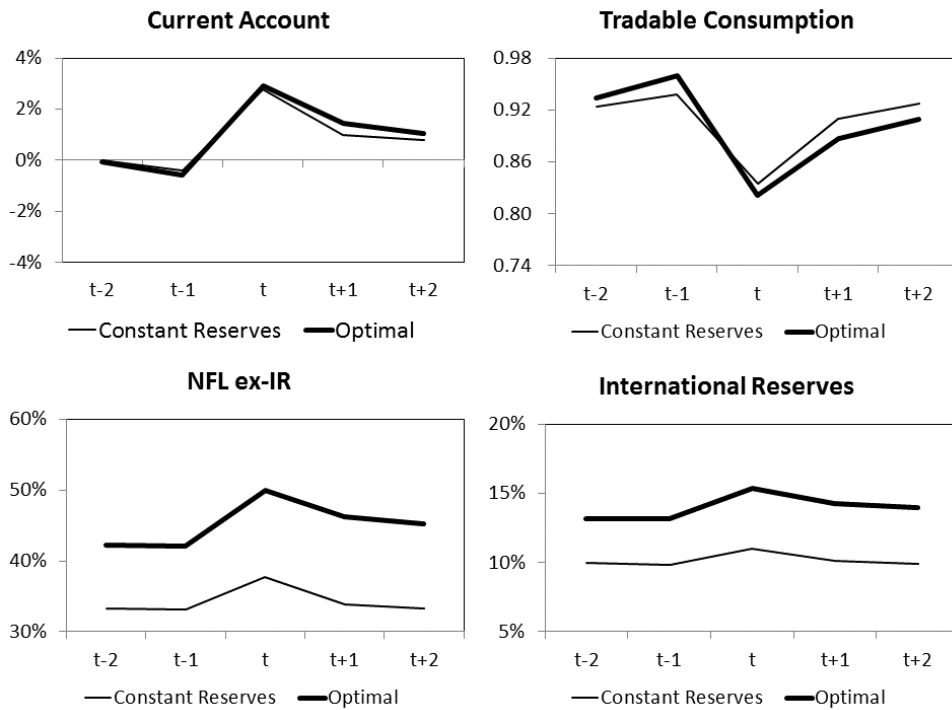 Current Account
4%
2%
0%
-2%
-4%
t-2 t-1 t t+1 t+2
Constant Reserves Optimal
Tradable Consumption
0.98
0.92
0.86
0.80
0.74
t-2 t-1 t t+1 t+2
Constant Reserves Optimal
NFL ex-IR
60%
50%
40%
30%
t-2 t-1 t t+1 t+2
Constant Reserves Optimal
International Reserves
20%
15%
10%
5%
t-2 t-1 t t+1 t+2
Constant Reserves Optimal